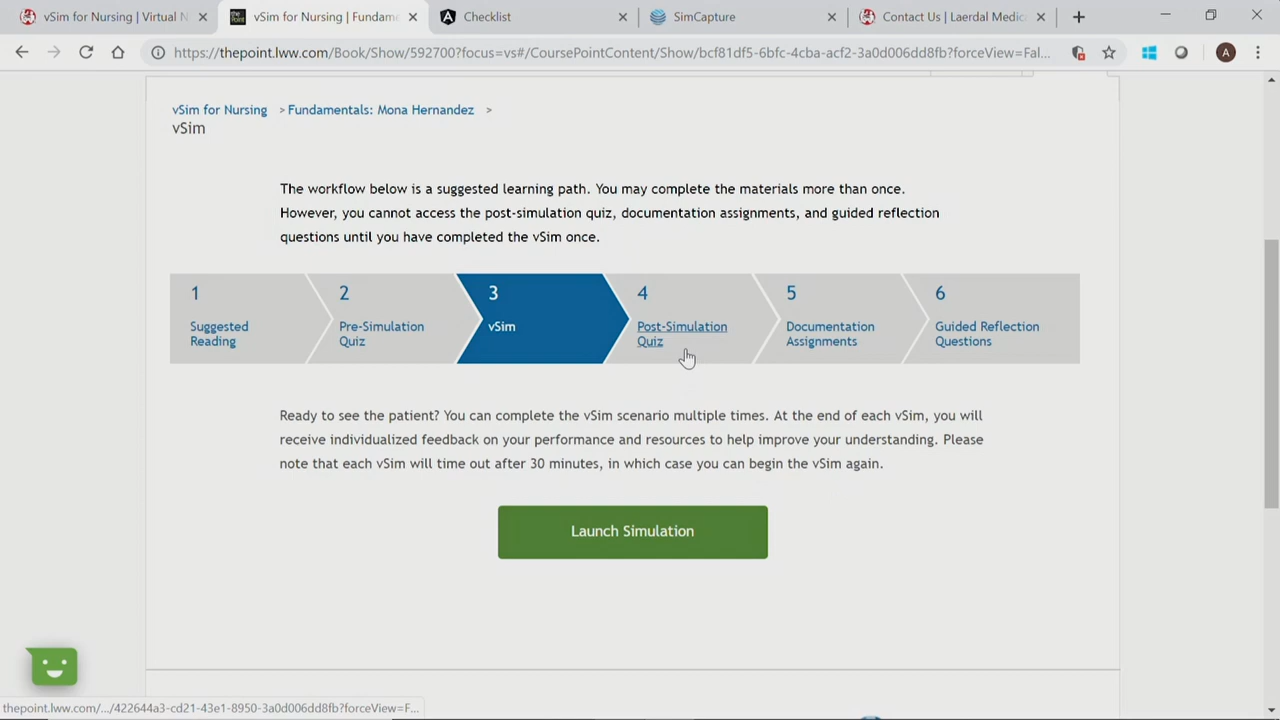 vSim for Nursing | Virtual N
vSim for Nursing | Fundame
Checklist
SimCapture
Contact Us | Laerdal Medic
https://thepoint.lww.com/Book/Show/592700?focus=vs#/CoursePointContent/Show/bcf81df5-6bfc-4cba-acf2-3a0d006dd8fb?forceView=Fal...
A
vSim for Nursing > Fundamentals: Mona Hernandez >
vSim
The workflow below is a suggested learning path. You may complete the materials more than once.
However, you cannot access the post-simulation quiz, documentation assignments, and guided reflection
questions until you have completed the vSim once.
1
Suggested
Reading
2
Pre-Simulation
Quiz
3
vSim
4
Post-Simulation
Quiz
5
Documentation
Assignments
6
Guided Reflection
Questions
Ready to see the patient? You can complete the vSim scenario multiple times. At the end of each vSim, you will
receive individualized feedback on your performance and resources to help improve your understanding. Please
note that each vSim will time out after 30 minutes, in which case you can begin the vSim again.
Launch Simulation
thepoint.lww.com/.../422644a3-cd21-43e1-8950-3a0d006dd8fb?forceView=F...